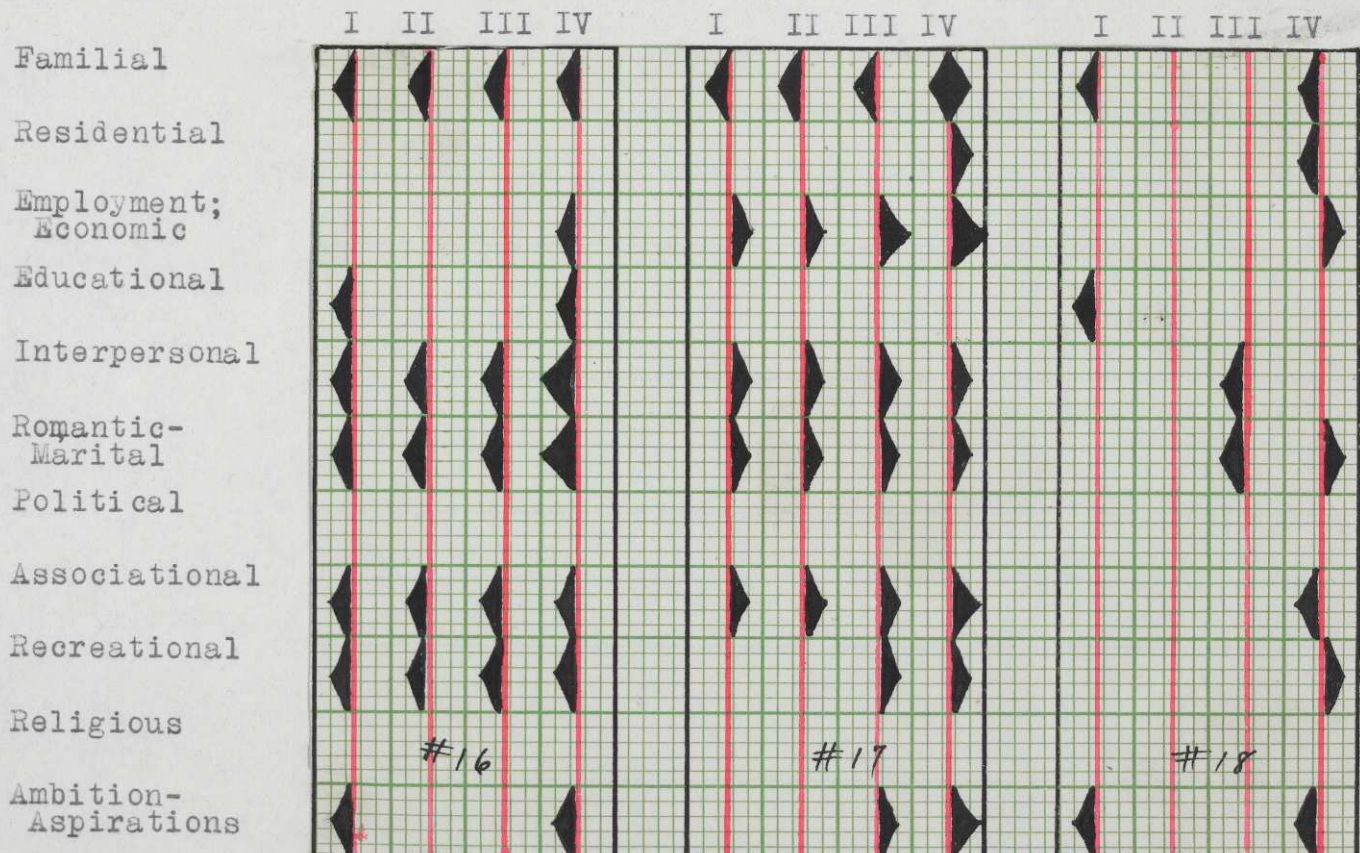 I II III IV I II III IV I II III IV
Familial
Residential
Employment;
Economic
Educational
Interpersonal
Romantic-
Marital
Political
Associational
Recreational
Religious
#16 #17 #18
Ambition-
Aspirations